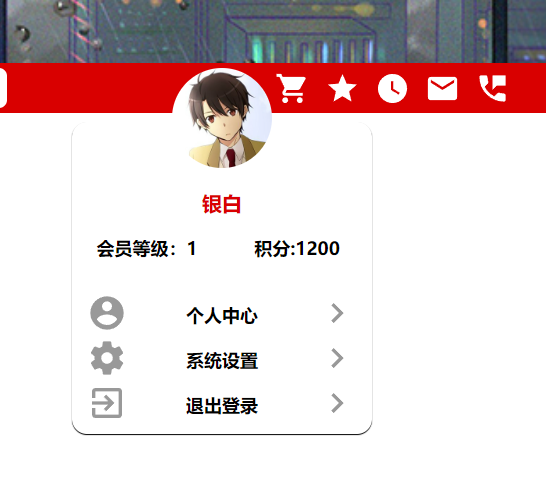 银白
会员等级：1 积分:1200
个人中心
系统设置
退出登录